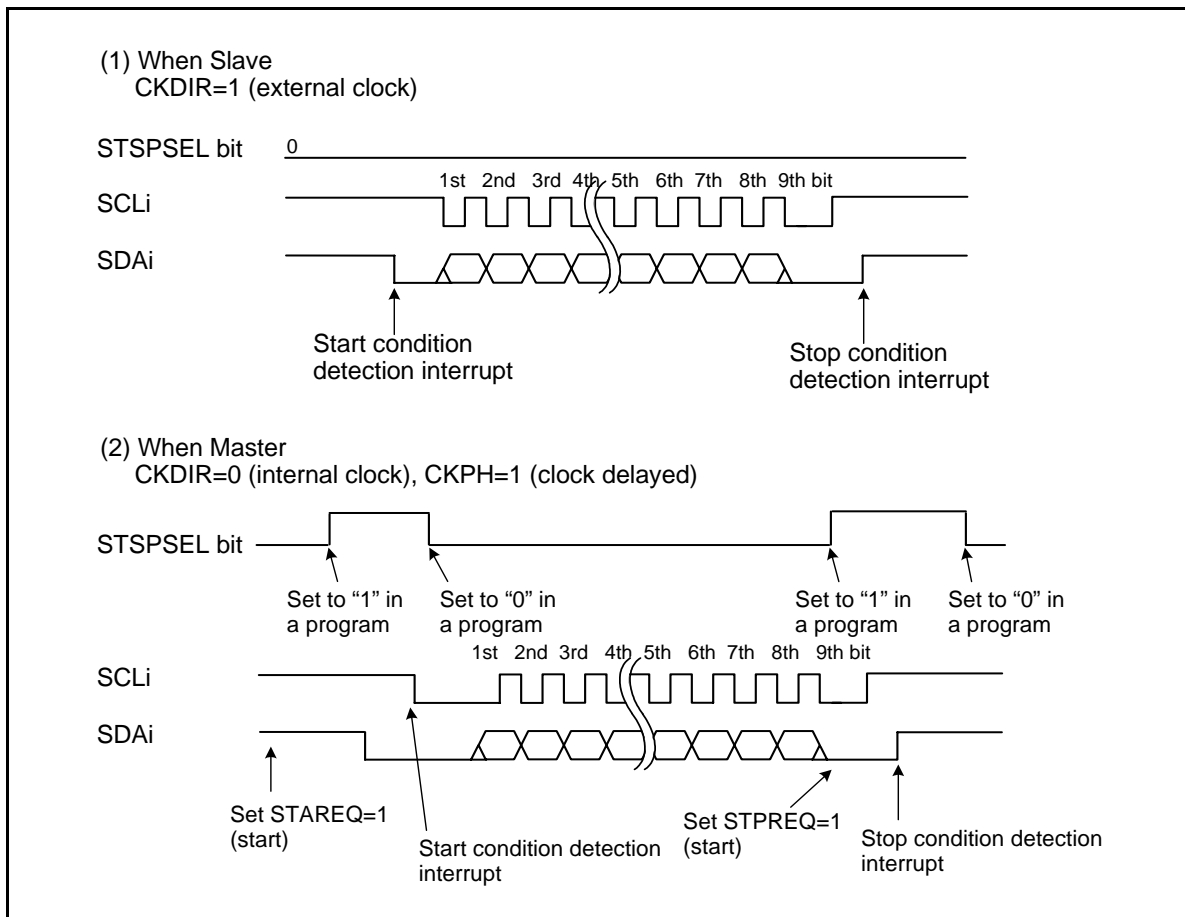 (1) When Slave
CKDIR=1 (external clock)
STSPSEL bit
0
1st 2nd 3rd 4th 5th 6th 7th 8th 9th bit
SCLi
SDAi
Start condition
detection interrupt
Stop condition
detection interrupt
(2) When Master
CKDIR=0 (internal clock), CKPH=1 (clock delayed)
STSPSEL bit
Set to “1” in
a program
Set to “0” in
a program
Set to “1” in
a program
Set to “0” in
a program
1st 2nd 3rd 4th 5th 6th 7th 8th 9th bit
SCLi
SDAi
Set STAREQ=1
(start)
Start condition detection
interrupt
Set STPREQ=1
(start)
Stop condition detection
interrupt